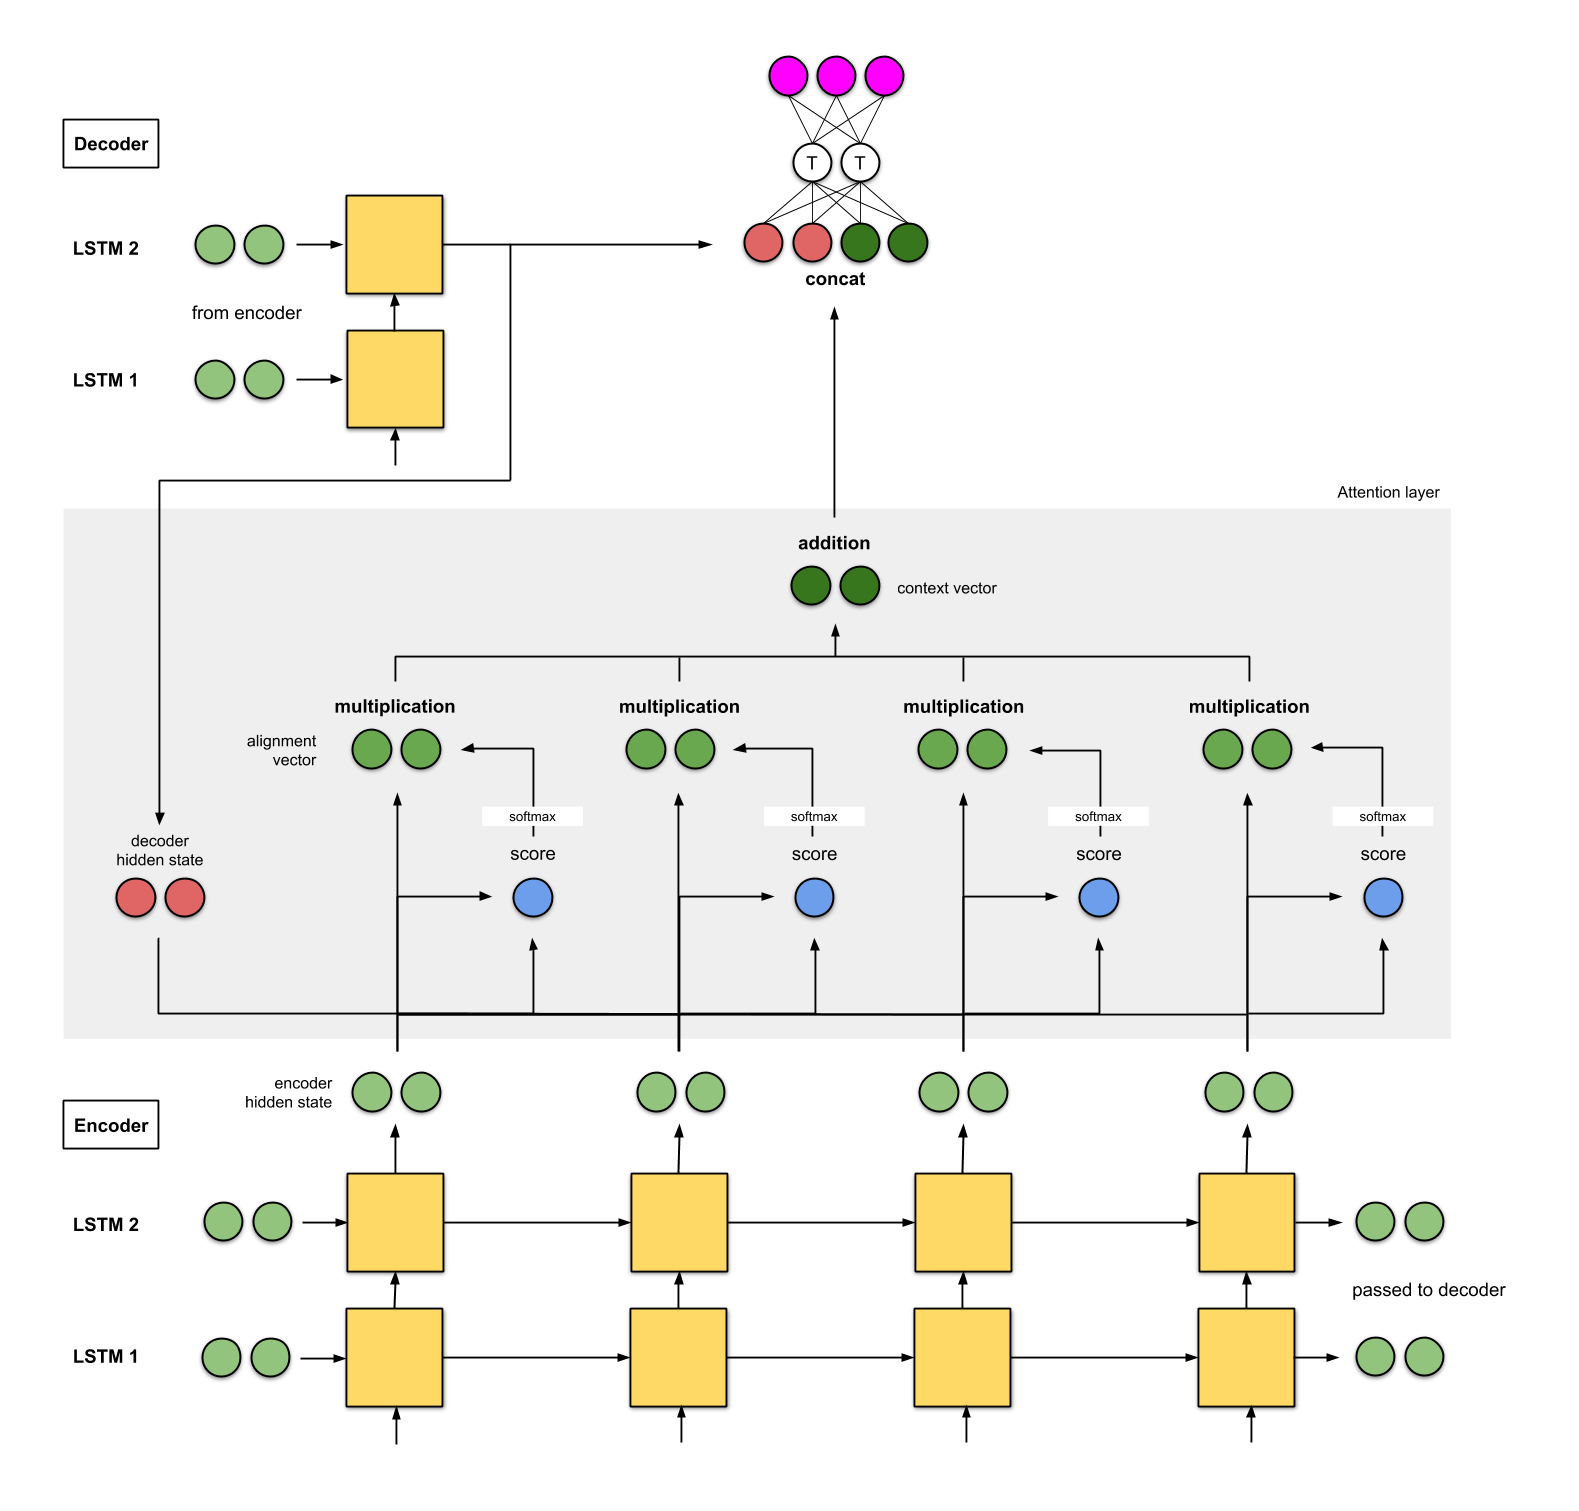 Decoder
T T
LSTM 2
concat
from encoder
LSTM 1
Attention layer
addition
context vector
multiplication multiplication multiplication multiplication
alignment
vector
softmax softmax softmax softmax
decoder
hidden state
score score score score
encoder
hidden state
Encoder
LSTM 2
passed to decoder
LSTM 1